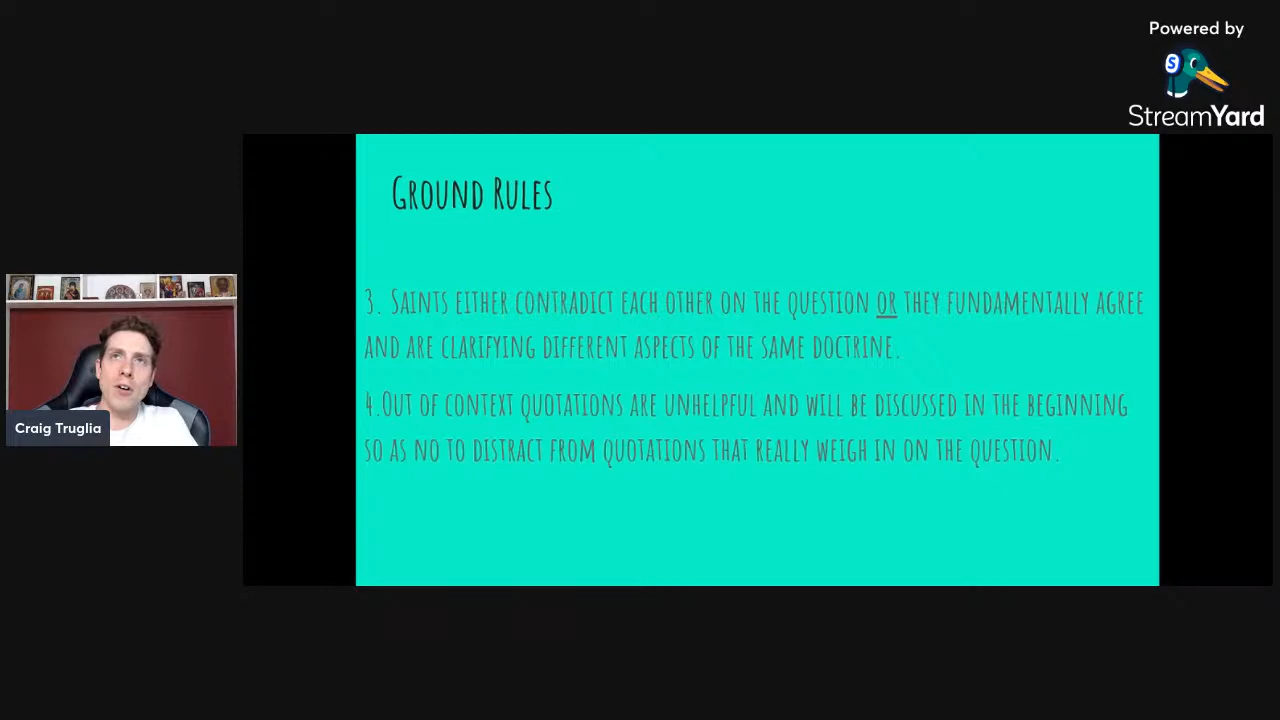 Powered by
S
StreamYard
GROUND RULES
3. SAINTS EITHER CONTRADICT EACH OTHER ON THE QUESTION OR THEY FUNDAMENTALLY AGREE
AND ARE CLARIFYING DIFFERENT ASPECTS OF THE SAME DOCTRINE.
4.OUT OF CONTEXT QUOTATIONS ARE UNHELPFUL AND WILL BE DISCUSSED IN THE BEGINNING
SO AS NO TO DISTRACT FROM QUOTATIONS THAT REALLY WEIGH IN ON THE QUESTION.
Craig Truglia